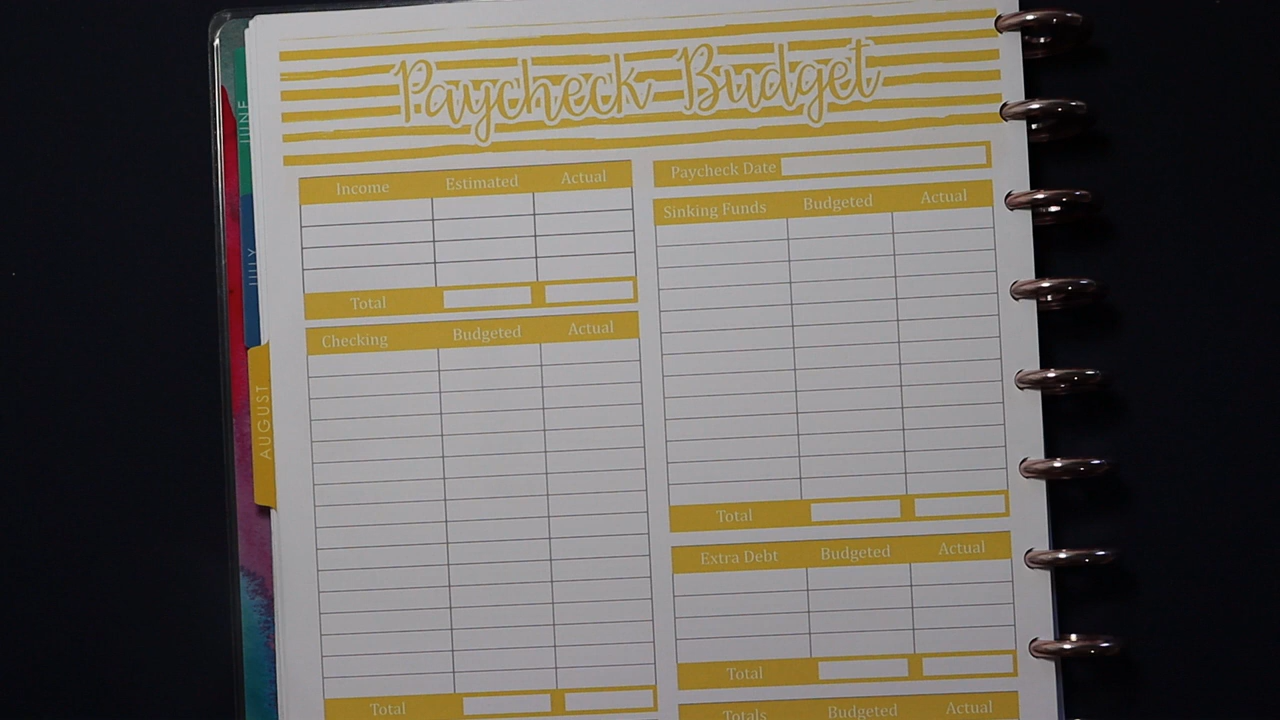 Paycheck Budget
JUNE
JULY
AUGUST
Income Estimated Actual
Total
Checking Budgeted Actual
Total
Paycheck Date
Sinking Funds Budgeted Actual
Total
Extra Debt Budgeted Actual
Total
Totals Budgeted Actual